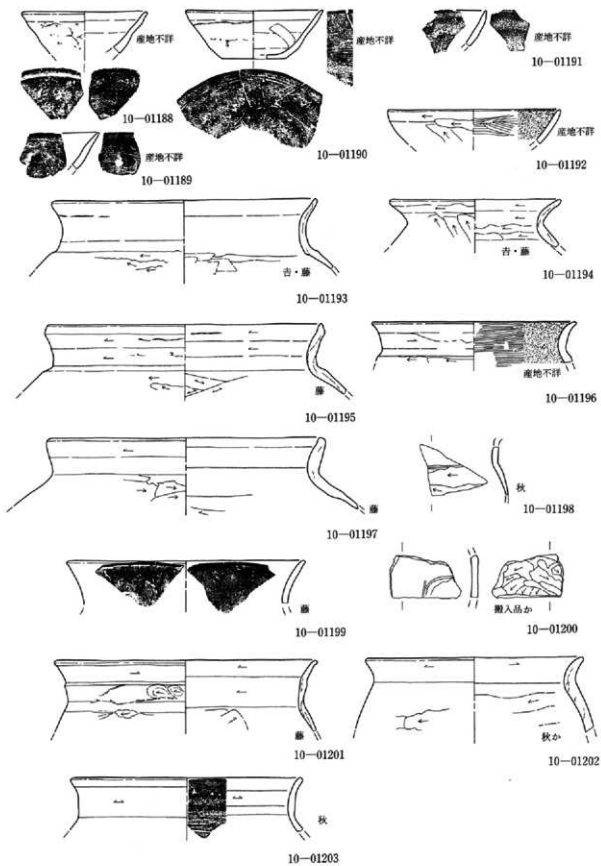 産地不詳
10-01188
産地不詳
10-01189
産地不詳
10-01190
産地不詳
10-01191
産地不詳
10-01192
吉・藤
10-01193
吉・藤
10-01194
藤
10-01195
産地不詳
10-01196
藤
10-01197
秋
10-01198
藤
10-01199
搬入品か
10-01200
藤
10-01201
秋か
10-01202
秋
10-01203